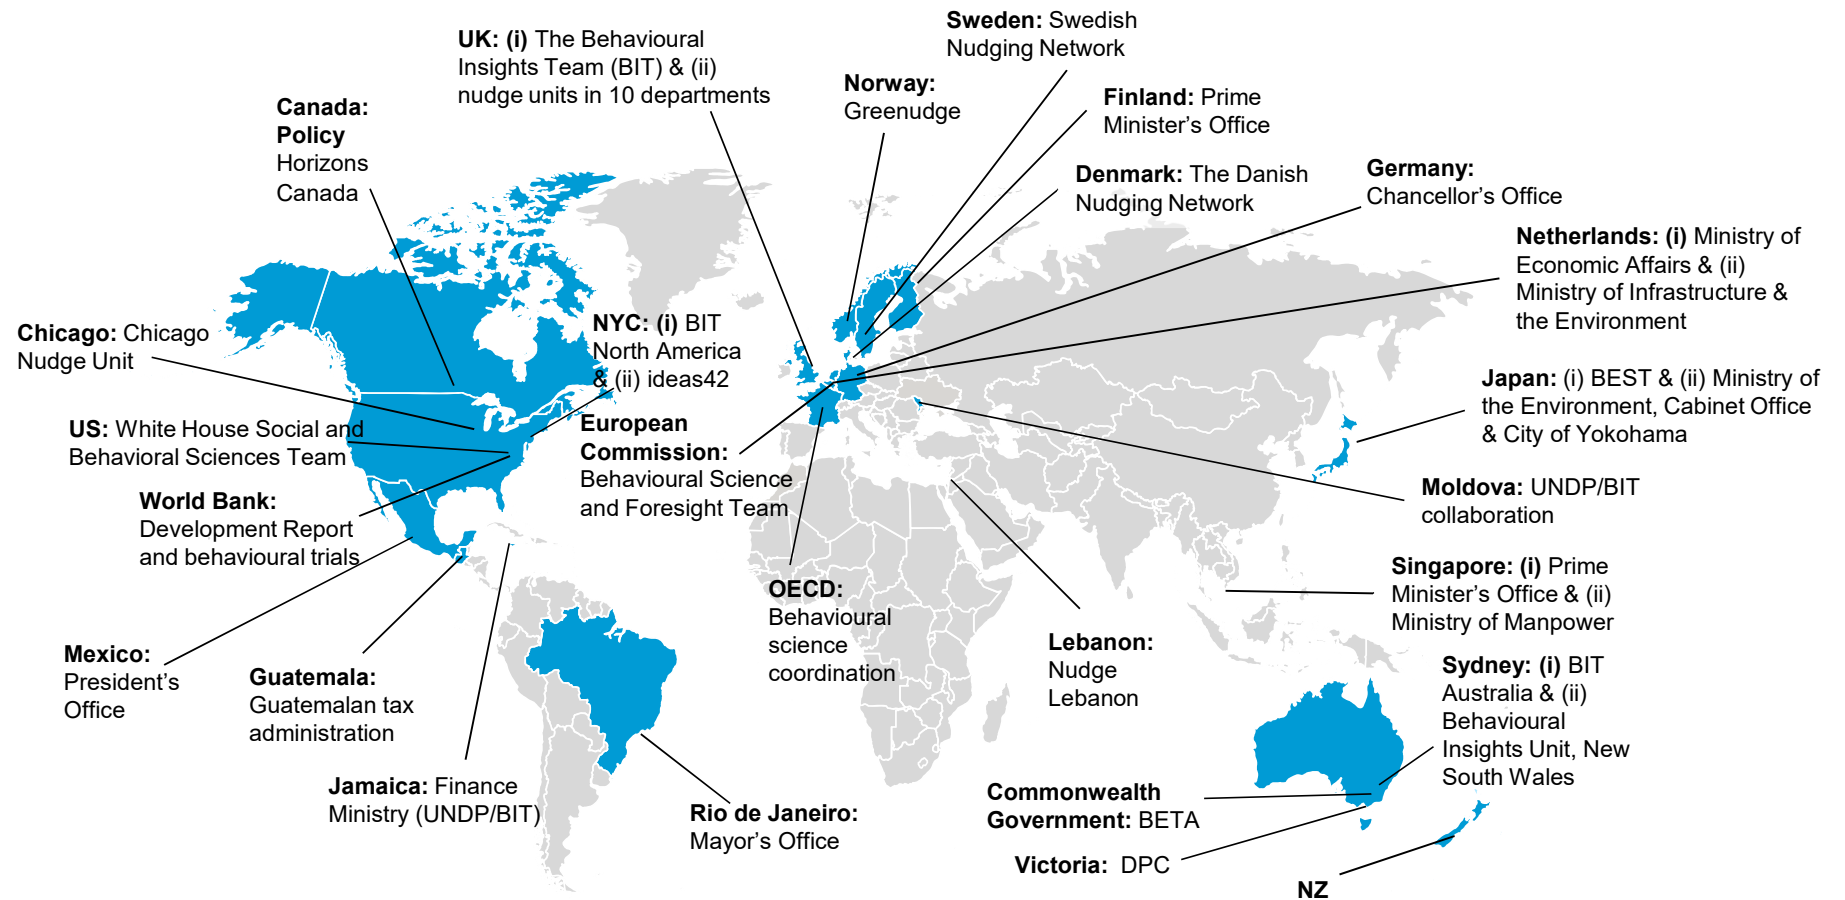 Sweden: Swedish
Nudging Network
UK: (i) The Behavioural
Insights Team (BIT) & (ii)
nudge units in 10 departments
Norway:
Greenudge
Finland: Prime
Minister's Office
Canada:
Policy
Horizons
Canada
Denmark: The Danish
Nudging Network
Germany:
Chancellor's Office
Netherlands: (i) Ministry of
Economic Affairs & (ii)
Ministry of Infrastructure &
the Environment
Chicago: Chicago
Nudge Unit
NYC: (i) BIT
North America
& (ii) ideas42
Japan: (i) BEST & (ii) Ministry of
the Environment, Cabinet Office
& City of Yokohama
US: White House Social and
Behavioral Sciences Team
European
Commission:
Behavioural Science
and Foresight Team
World Bank:
Development Report
and behavioural trials
Moldova: UNDP/BIT
collaboration
Singapore: (i) Prime
Minister's Office & (ii)
Ministry of Manpower
OECD:
Behavioural
science
coordination
Lebanon:
Nudge
Lebanon
Mexico:
President's
Office
Guatemala:
Guatemalan tax
administration
Sydney: (i) BIT
Australia & (ii)
Behavioural
Insights Unit, New
South Wales
Jamaica: Finance
Ministry (UNDP/BIT)
Rio de Janeiro:
Mayor's Office
Commonwealth
Government: BETA
Victoria: DPC
NZ